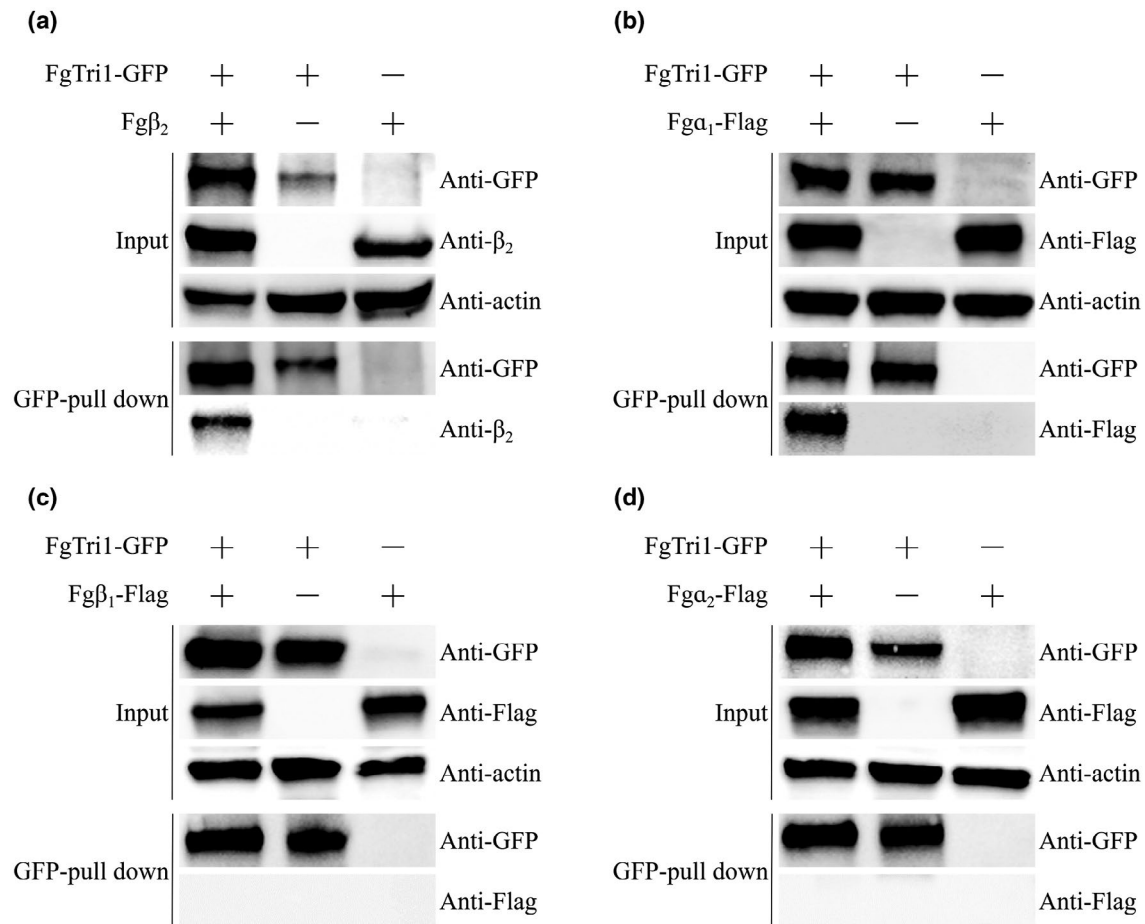 (a)
FgTri1-GFP + + −
Fgβ₂ + − +
Input
Anti-GFP
Anti-β₂
Anti-actin
GFP-pull down
Anti-GFP
Anti-β₂
(b)
FgTri1-GFP + + −
Fgα₁-Flag + − +
Input
Anti-GFP
Anti-Flag
Anti-actin
GFP-pull down
Anti-GFP
Anti-Flag
(c)
FgTri1-GFP + + −
Fgβ₁-Flag + − +
Input
Anti-GFP
Anti-Flag
Anti-actin
GFP-pull down
Anti-GFP
Anti-Flag
(d)
FgTri1-GFP + + −
Fgα₂-Flag + − +
Input
Anti-GFP
Anti-Flag
Anti-actin
GFP-pull down
Anti-GFP
Anti-Flag